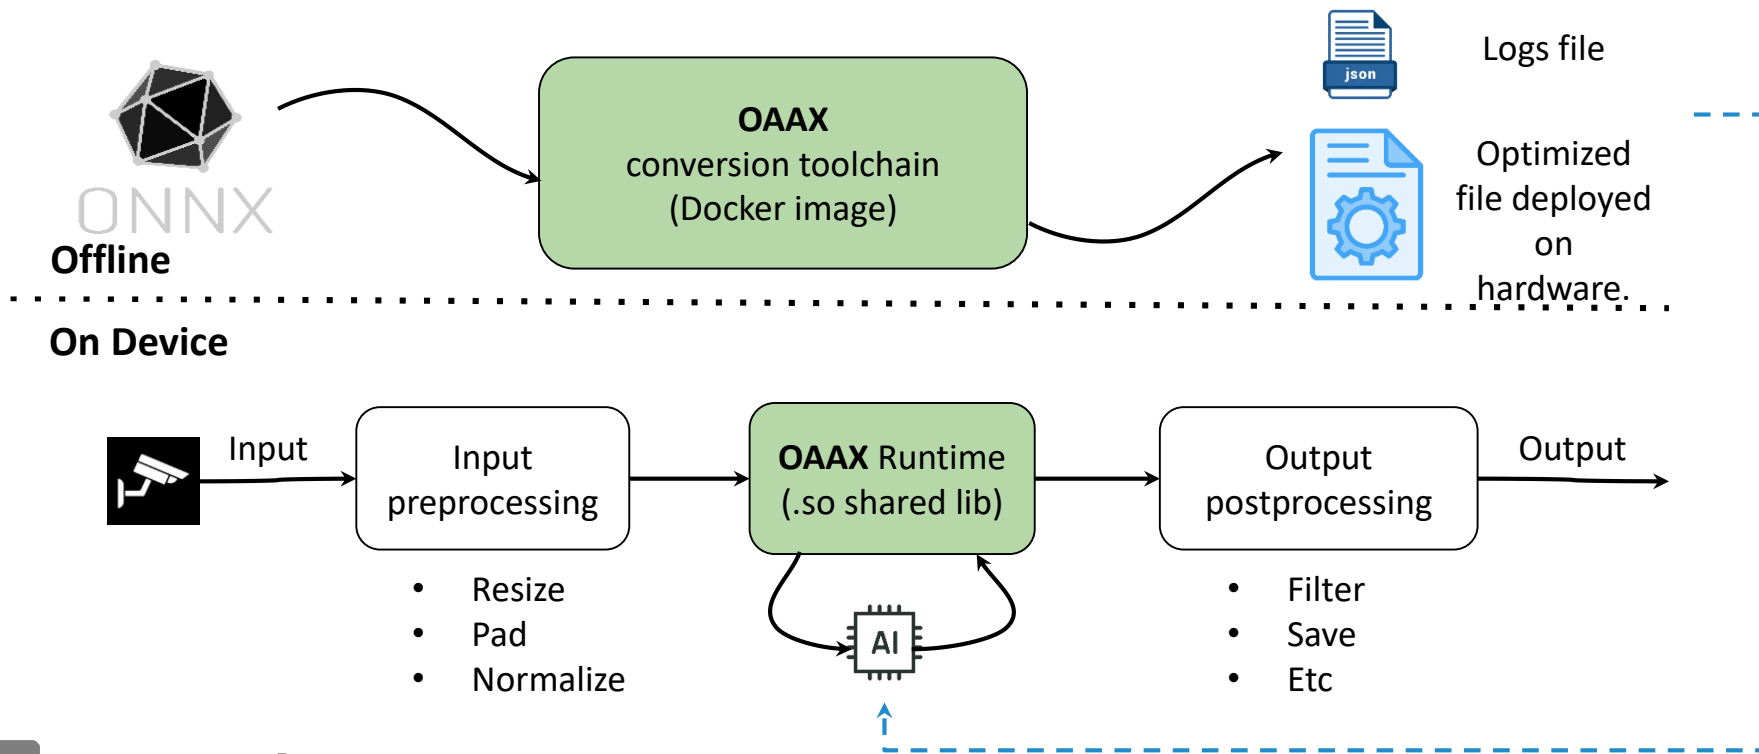 ONNX
OAAX
conversion toolchain
(Docker image)
json
Logs file
Optimized
file deployed
on
hardware.
Offline
On Device
Input
Input
preprocessing
OAAX Runtime
(.so shared lib)
Output
postprocessing
Output
• Resize
• Pad
• Normalize
AI
• Filter
• Save
• Etc